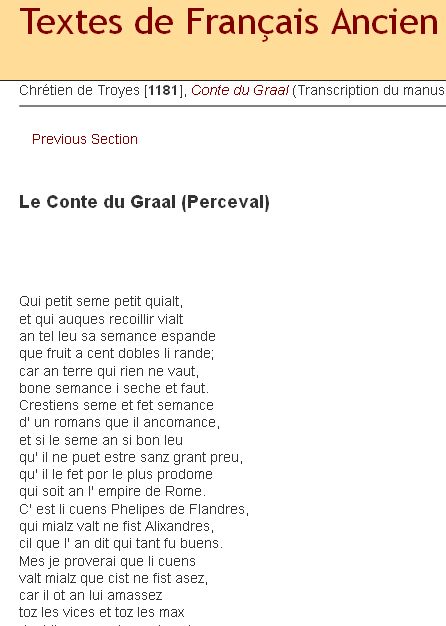 Textes de Français Ancien
Chrétien de Troyes [1181], Conte du Graal (Transcription du manus
Previous Section
Le Conte du Graal (Perceval)
Qui petit seme petit quialt,
et qui auques recoillir vialt
an tel leu sa semance espande
que fruit a cent dobles li rande;
car an terre qui rien ne vaut,
bone semance i seche et faut.
Crestiens seme et fet semance
d' un romans que il ancomance,
et si le seme an si bon leu
qu' il ne puet estre sanz grant preu,
qu' il le fet por le plus prodome
qui soit an l' empire de Rome.
C' est li cuens Phelipes de Flandres,
qui mialz valt ne fist Alixandres,
cil que l' an dit qui tant fu buens.
Mes je proverai que li cuens
valt mialz que cist ne fist asez,
car il ot an lui amassez
toz les vices et toz les max